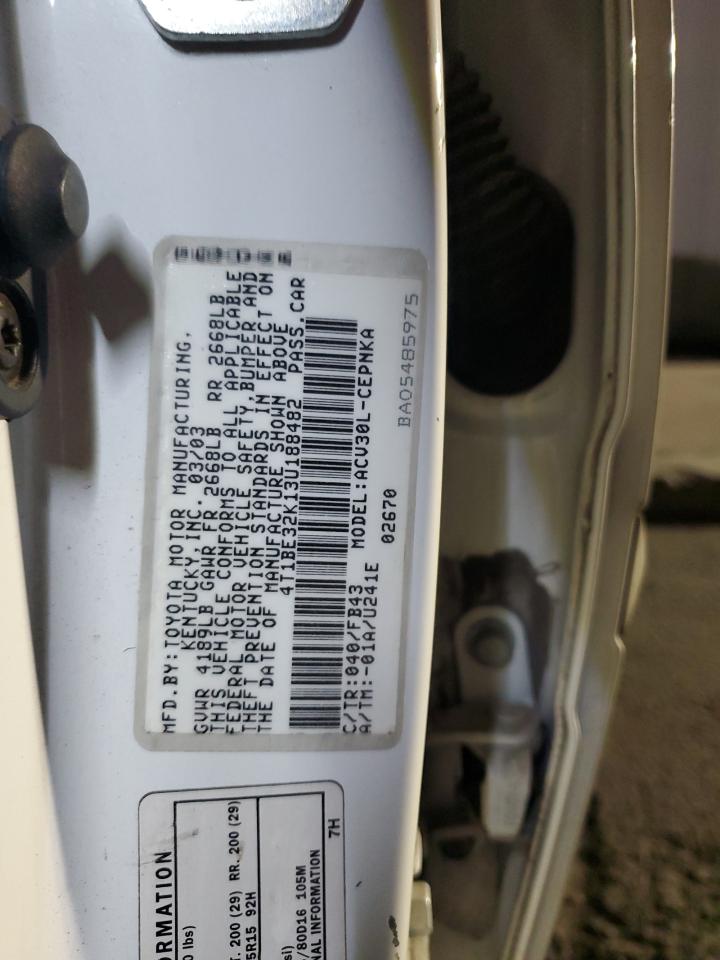 MFD.BY:TOYOTA MOTOR MANUFACTURING,
KENTUCKY,INC. 03/03
GVWR 4189LB GAWR FR 2668LB RR 2668LB
THIS VEHICLE CONFORMS TO ALL APPLICABLE
FEDERAL MOTOR VEHICLE SAFETY,BUMPER AND
THEFT PREVENTION STANDARDS IN EFFECT ON
THE DATE OF MANUFACTURE SHOWN ABOVE
4T1BE32K13U188482 PASS.CAR
C/TR:040/FB43 MODEL:ACV30L-CEPNKA
A/TM:-01A/U241E 02670
BA05485975
ORMATION
0 lbs)
T. 200 (29) RR. 200 (29)
5R15 92H
si)
/80D16 105M
NAL INFORMATION 7H